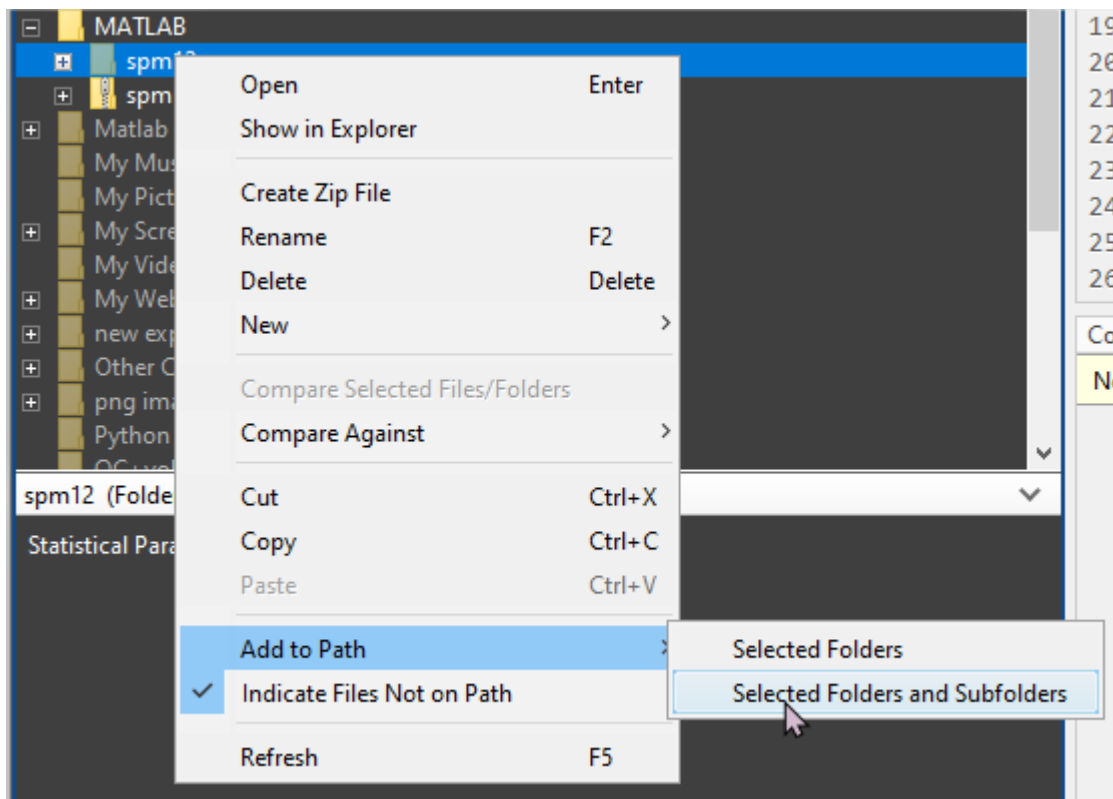 MATLAB
spm12
spm
Matlab
My Mus
My Pict
My Scre
My Vide
My Web
new exp
Other C
png ima
Python
spm12 (Folde
Statistical Para
Open Enter
Show in Explorer
Create Zip File
Rename F2
Delete Delete
New
Compare Selected Files/Folders
Compare Against
Cut Ctrl+X
Copy Ctrl+C
Paste Ctrl+V
Add to Path
Indicate Files Not on Path
Refresh F5
Selected Folders
Selected Folders and Subfolders
19
20
21
22
23
24
25
26
Co